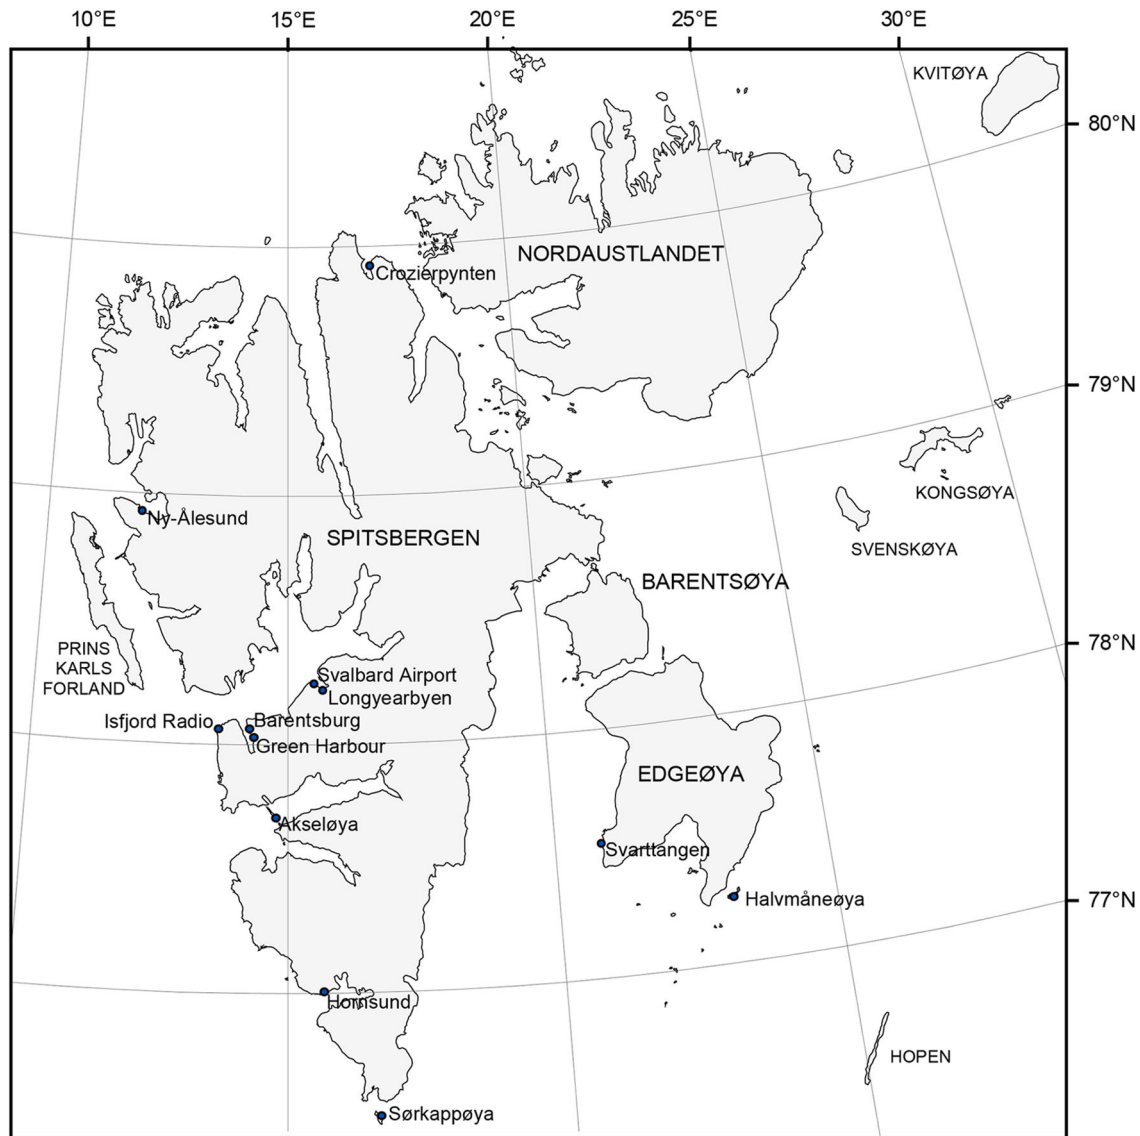 10°E
15°E
20°E
25°E
30°E
KVITØYA
80°N
NORDAUSTLANDET
Crozierpynten
79°N
KONGSØYA
Ny-Ålesund
SPITSBERGEN
SVENSKØYA
BARENTSØYA
78°N
PRINS
KARLS
FORLAND
Svalbard Airport
Longyearbyen
Isfjord Radio
Barentsburg
Green Harbour
EDGEØYA
Akseløya
Svarttangen
Halvmåneøya
77°N
Hornsund
HOPEN
Sørkappøya